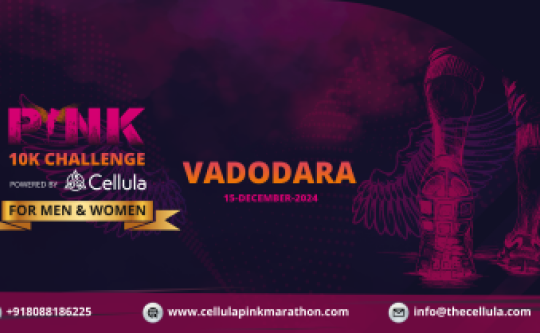 PINK
10K CHALLENGE
POWERED BY Cellula
FOR MEN & WOMEN
VADODARA
15-DECEMBER-2024
+918088186225
www.cellulapinkmarathon.com
info@thecellula.com